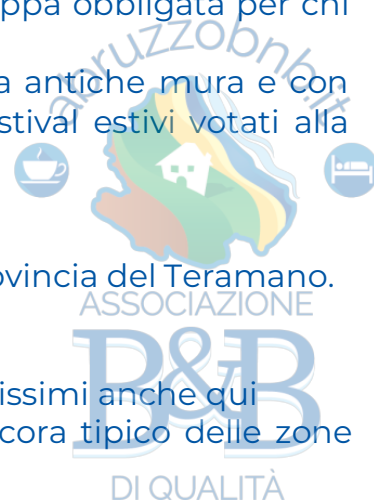 ppa obbligata per chi
abruzzobnb.it
a antiche mura e con
stival estivi votati alla
ovincia del Teramano.
ASSOCIAZIONE
B&B
issimi anche qui
cora tipico delle zone
DI QUALITÀ